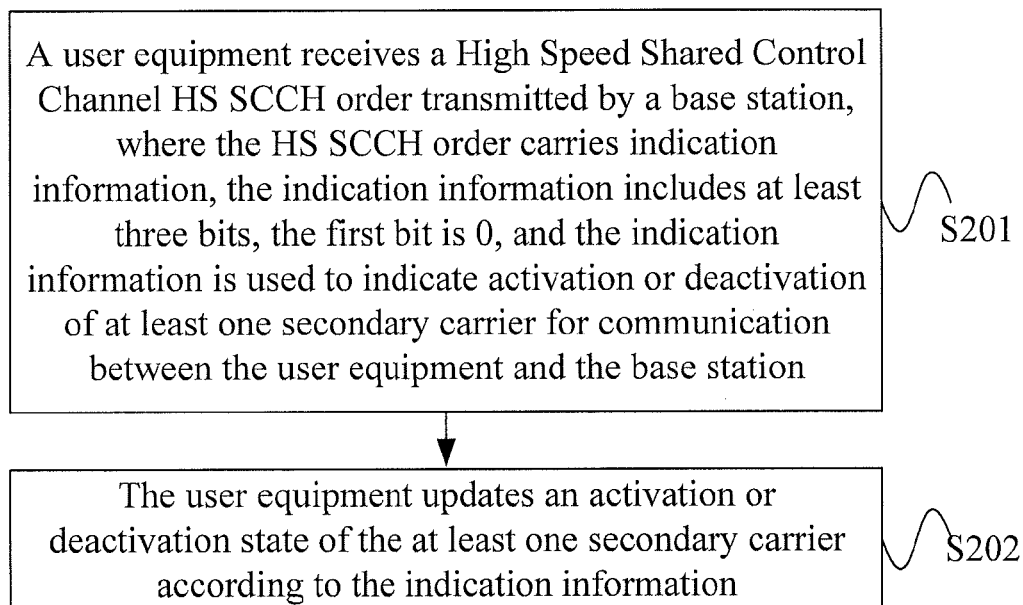 A user equipment receives a High Speed Shared Control
Channel HS SCCH order transmitted by a base station,
where the HS SCCH order carries indication
information, the indication information includes at least
three bits, the first bit is 0, and the indication
information is used to indicate activation or deactivation
of at least one secondary carrier for communication
between the user equipment and the base station
S201
The user equipment updates an activation or
deactivation state of the at least one secondary carrier
according to the indication information
S202